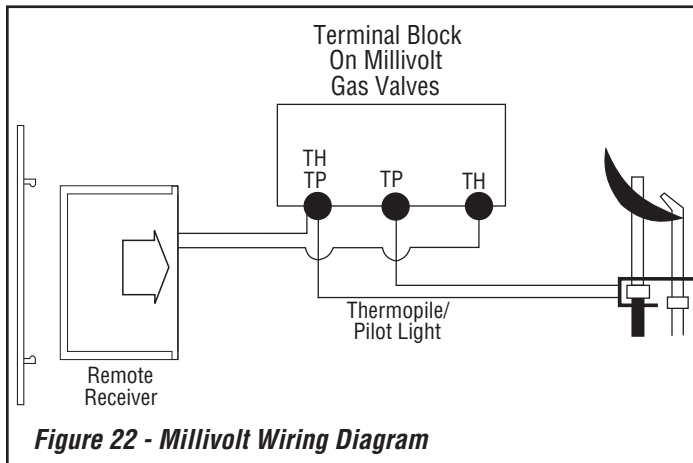 Terminal Block
On Millivolt
Gas Valves
TH
TP
TP
TH
Thermopile/
Pilot Light
Remote
Receiver
Figure 22 - Millivolt Wiring Diagram